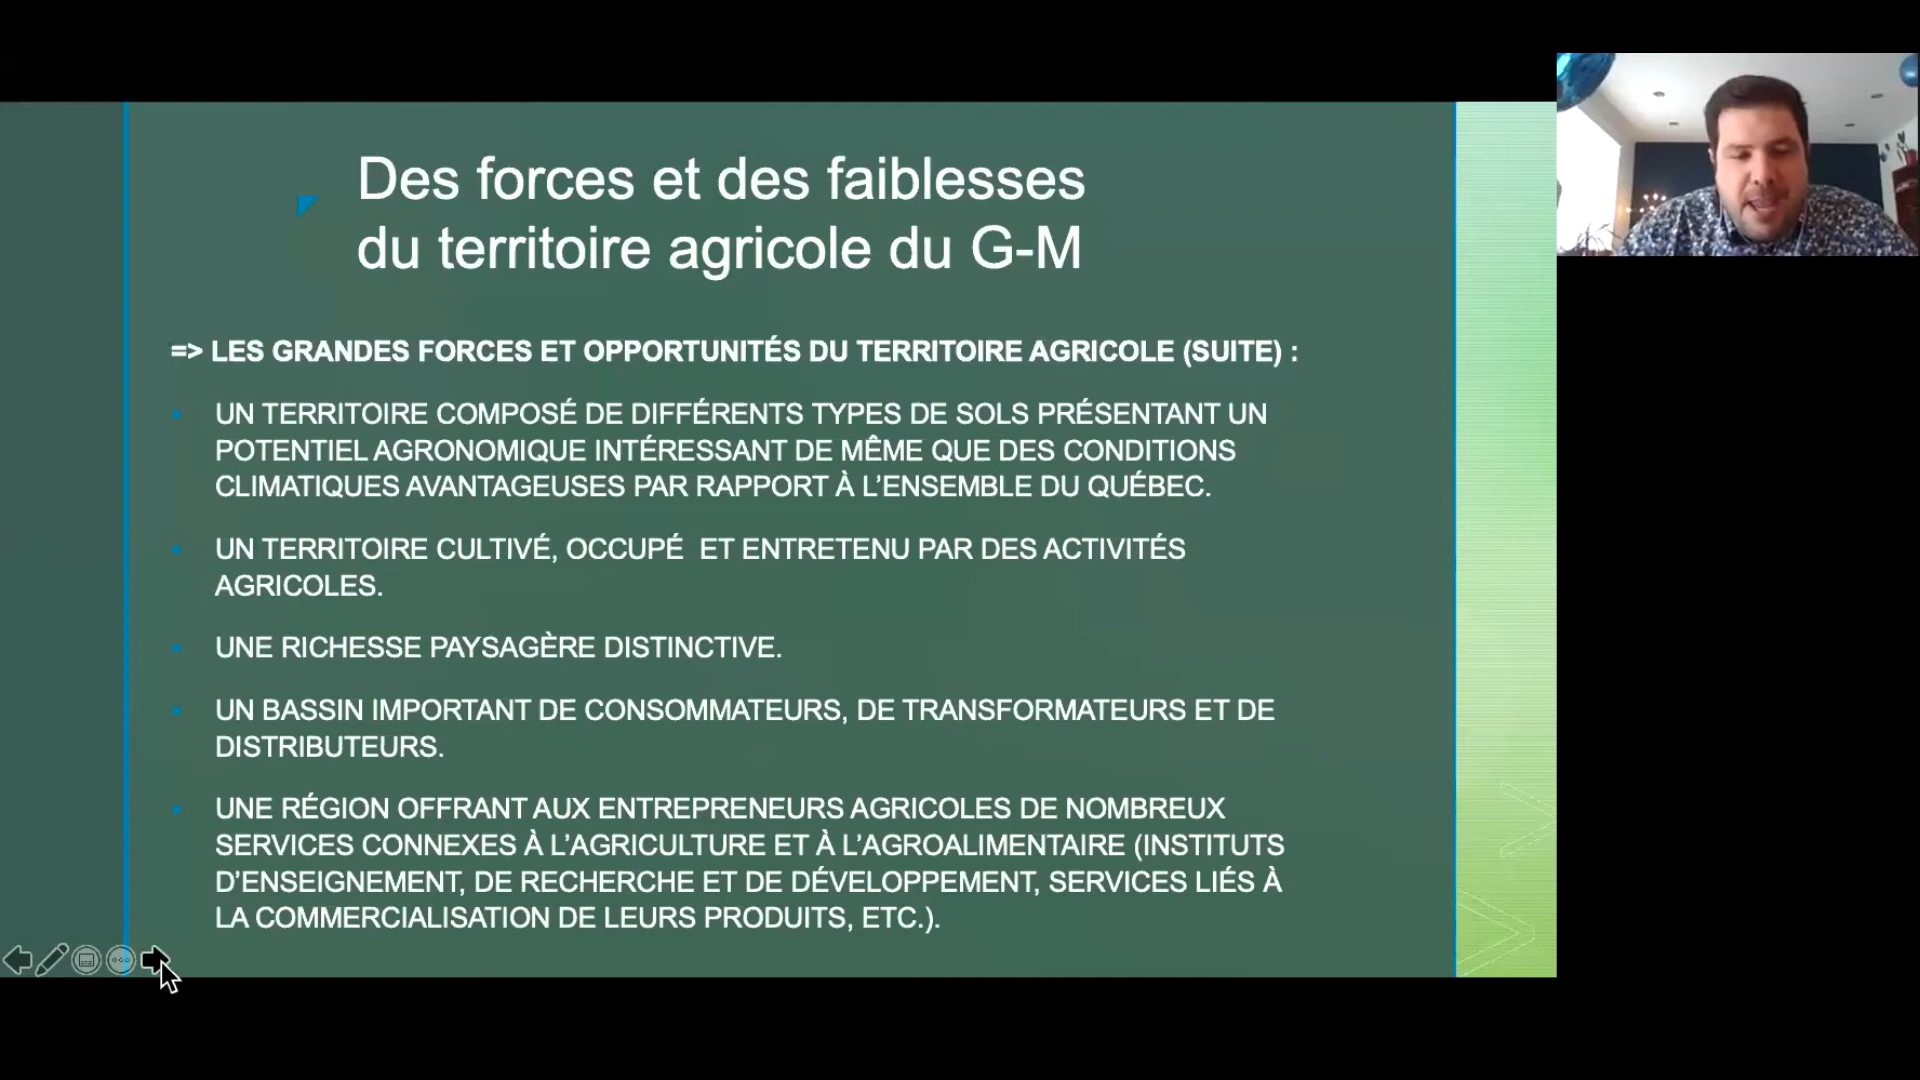 Des forces et des faiblesses
du territoire agricole du G-M
=> LES GRANDES FORCES ET OPPORTUNITÉS DU TERRITOIRE AGRICOLE (SUITE) :
UN TERRITOIRE COMPOSÉ DE DIFFÉRENTS TYPES DE SOLS PRÉSENTANT UN
POTENTIEL AGRONOMIQUE INTÉRESSANT DE MÊME QUE DES CONDITIONS
CLIMATIQUES AVANTAGEUSES PAR RAPPORT À L’ENSEMBLE DU QUÉBEC.
UN TERRITOIRE CULTIVÉ, OCCUPÉ ET ENTRETENU PAR DES ACTIVITÉS
AGRICOLES.
UNE RICHESSE PAYSAGÈRE DISTINCTIVE.
UN BASSIN IMPORTANT DE CONSOMMATEURS, DE TRANSFORMATEURS ET DE
DISTRIBUTEURS.
UNE RÉGION OFFRANT AUX ENTREPRENEURS AGRICOLES DE NOMBREUX
SERVICES CONNEXES À L’AGRICULTURE ET À L’AGROALIMENTAIRE (INSTITUTS
D’ENSEIGNEMENT, DE RECHERCHE ET DE DÉVELOPPEMENT, SERVICES LIÉS À
LA COMMERCIALISATION DE LEURS PRODUITS, ETC.).